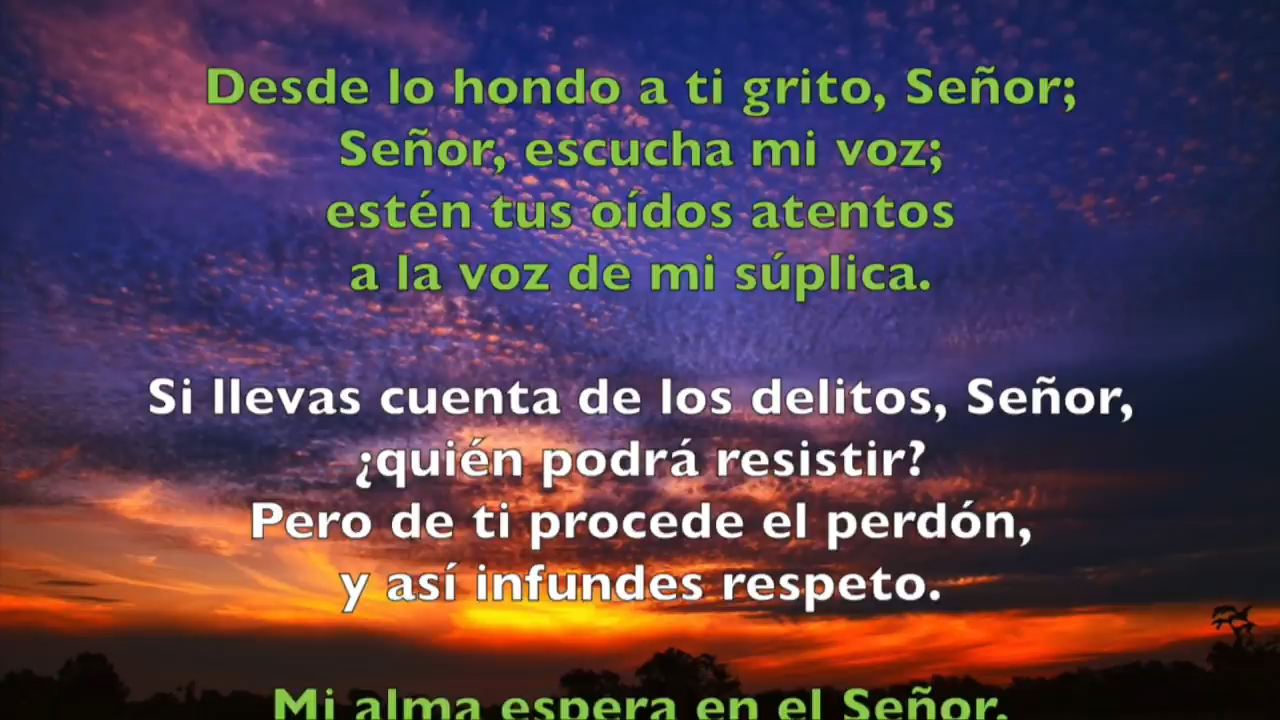 Desde lo hondo a ti grito, Señor;
Señor, escucha mi voz;
estén tus oídos atentos
a la voz de mi súplica.
Si llevas cuenta de los delitos, Señor,
¿quién podrá resistir?
Pero de ti procede el perdón,
y así infundes respeto.
Mi alma espera en el Señor,